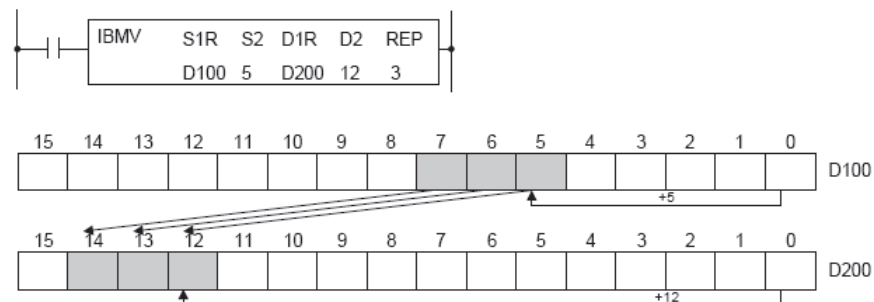 IBMV S1R S2 D1R D2 REP
D100 5 D200 12 3
15 14 13 12 11 10 9 8 7 6 5 4 3 2 1 0
D100
+5
15 14 13 12 11 10 9 8 7 6 5 4 3 2 1 0
D200
+12